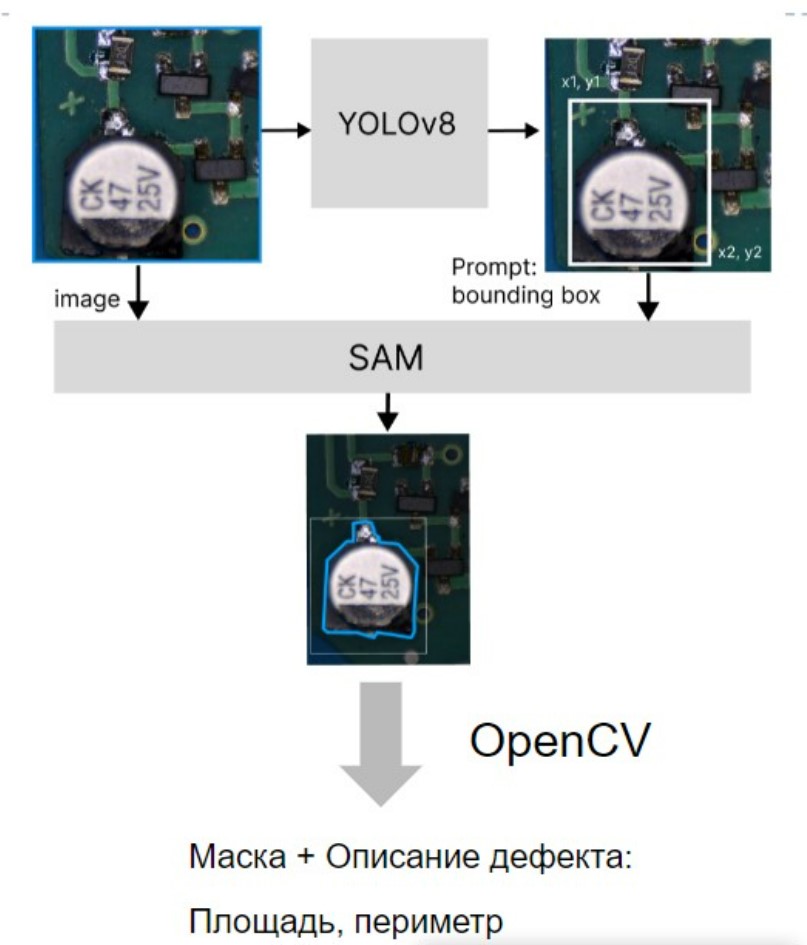 YOLOv8
x1, y1
CK
47
25V
CK
47
25V
x2, y2
Prompt:
bounding box
image
SAM
CK
47
25V
OpenCV
Маска + Описание дефекта:
Площадь, периметр